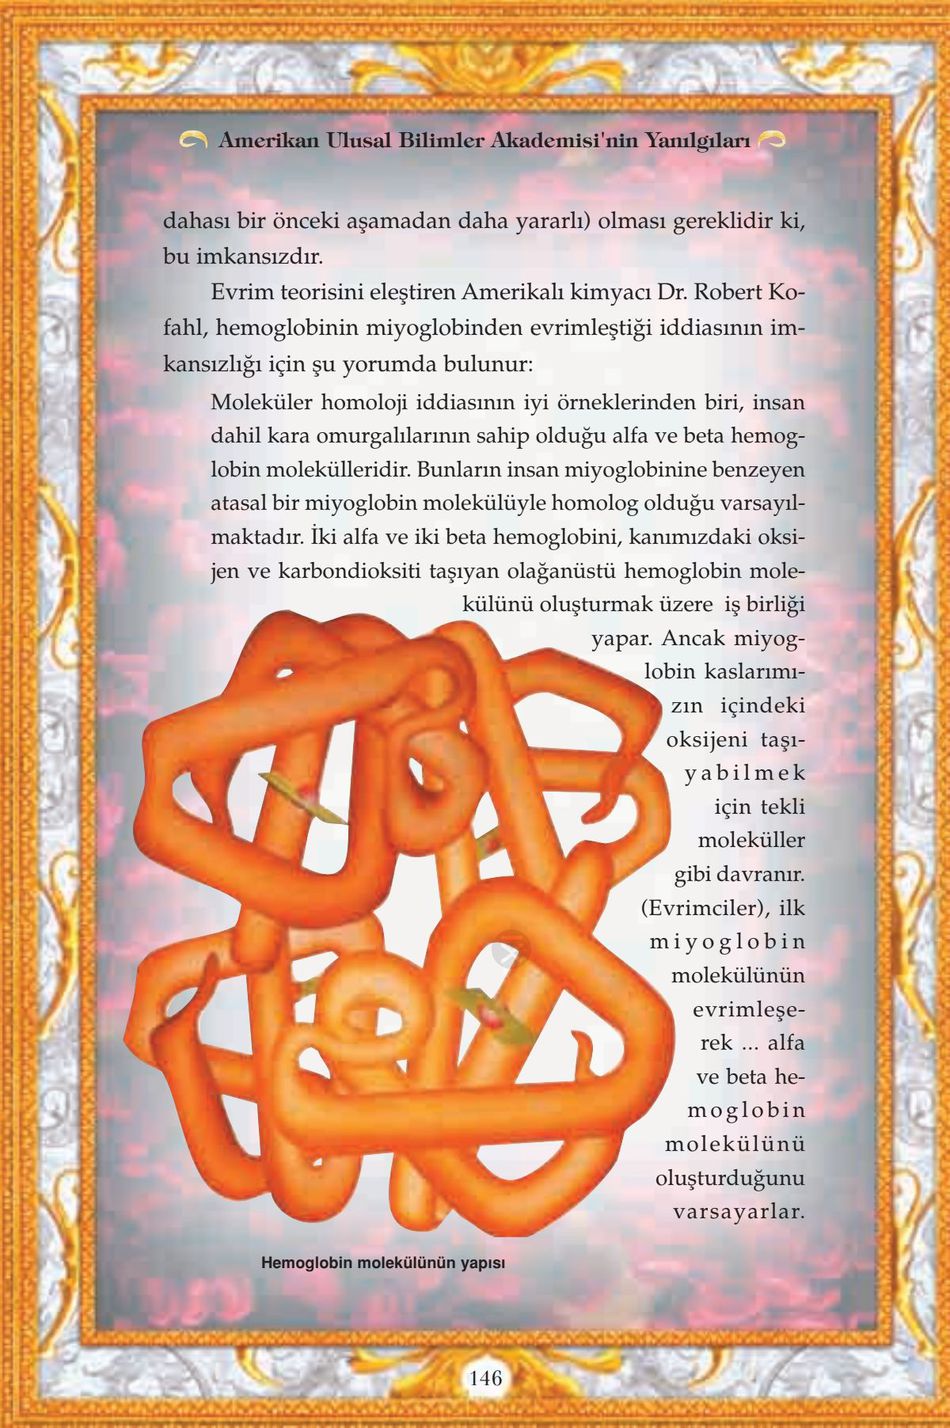 Amerikan Ulusal Bilimler Akademisi'nin Yanılgıları
dahası bir önceki aşamadan daha yararlı) olması gereklidir ki,
bu imkansızdır.
Evrim teorisini eleştiren Amerikalı kimyacı Dr. Robert Ko-
fahl, hemoglobinin miyoglobinden evrimleştiği iddiasının im-
kansızlığı için şu yorumda bulunur:
Moleküler homoloji iddiasının iyi örneklerinden biri, insan
dahil kara omurgalılarının sahip olduğu alfa ve beta hemog-
lobin molekülleridir. Bunların insan miyoglobinine benzeyen
atasal bir miyoglobin molekülüyle homolog olduğu varsayıl-
maktadır. İki alfa ve iki beta hemoglobini, kanımızdaki oksi-
jen ve karbondioksiti taşıyan olağanüstü hemoglobin mole-
külünü oluşturmak üzere iş birliği
yapar. Ancak miyog-
lobin kaslarımı-
zın içindeki
oksijeni taşı-
yabilmek
için tekli
moleküller
gibi davranır.
(Evrimciler), ilk
miyoglobin
molekülünün
evrimleşe-
rek ... alfa
ve beta he-
moglobin
molekülünü
oluşturduğunu
varsayarlar.
Hemoglobin molekülünün yapısı
146